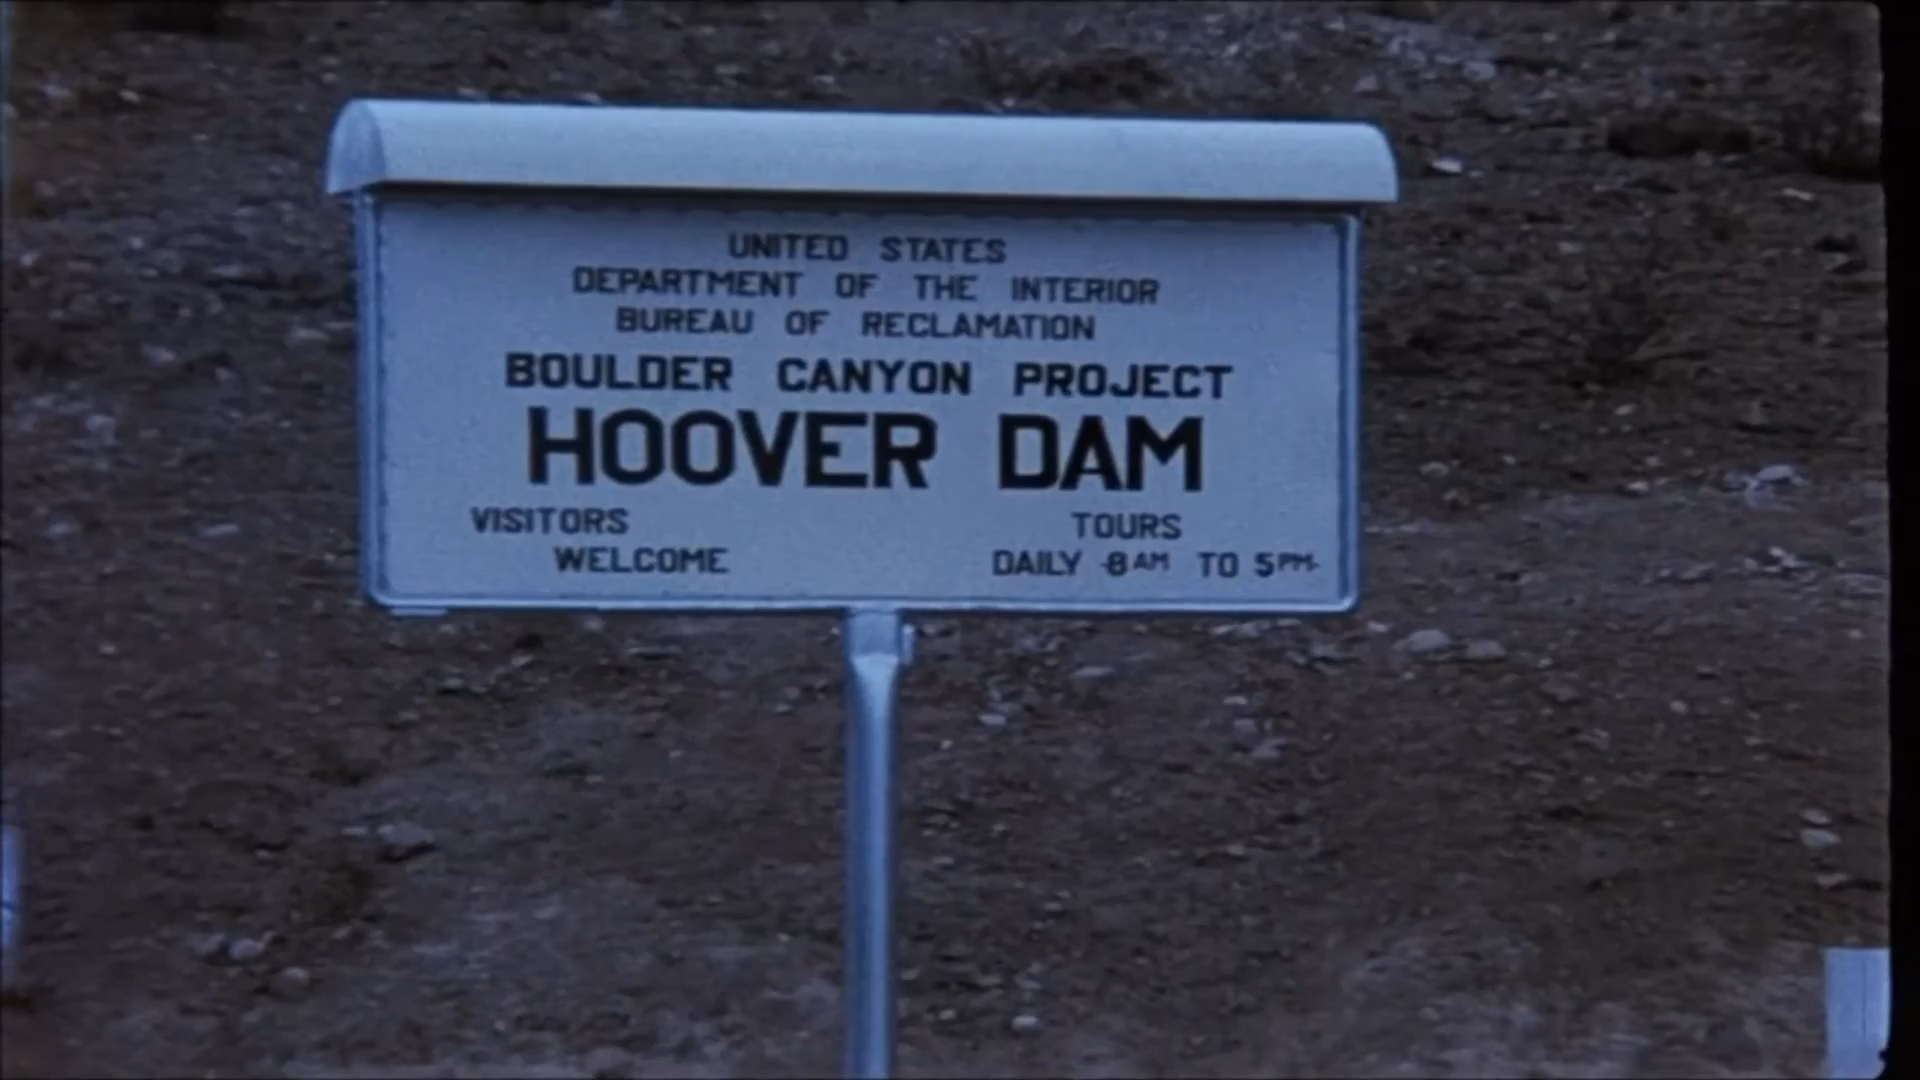 UNITED STATES
DEPARTMENT OF THE INTERIOR
BUREAU OF RECLAMATION
BOULDER CANYON PROJECT
HOOVER DAM
VISITORS TOURS
WELCOME DAILY 8AM TO 5PM